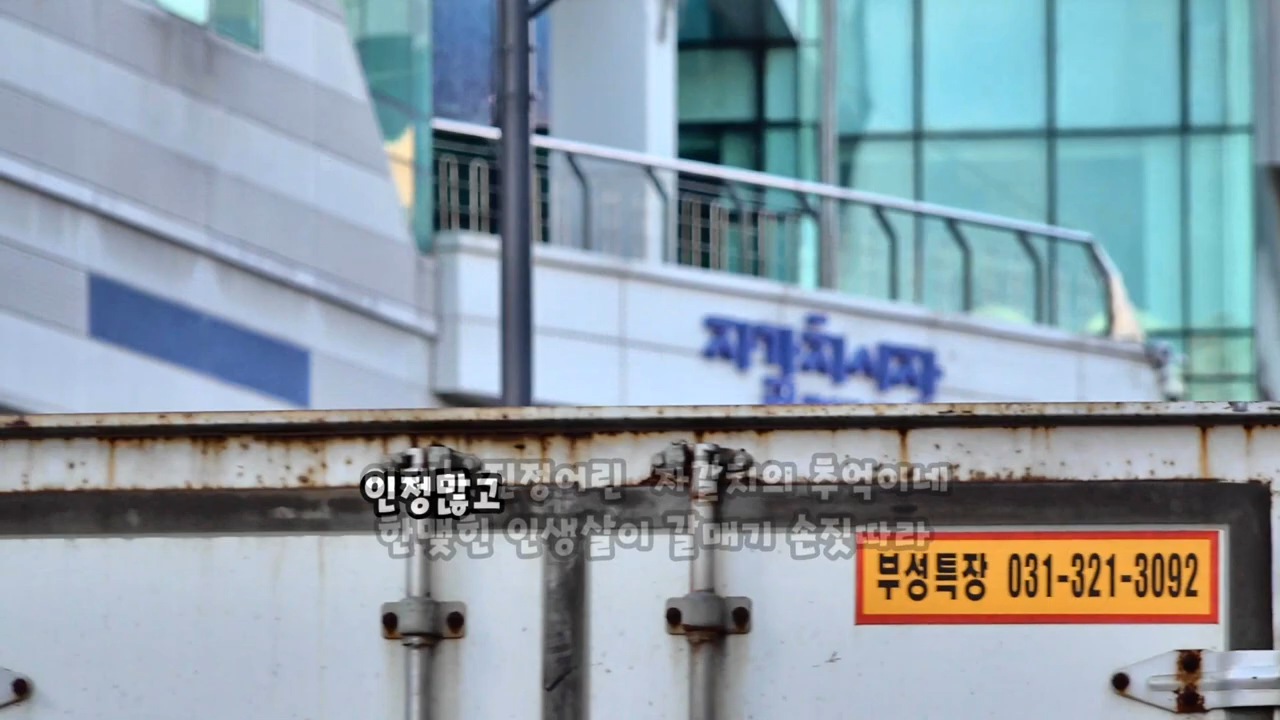 자갈치시장
인정많고 진정어린 자갈치의 추억이네
한맺힌 인생살이 갈매기 손짓따라
부성특장 031-321-3092